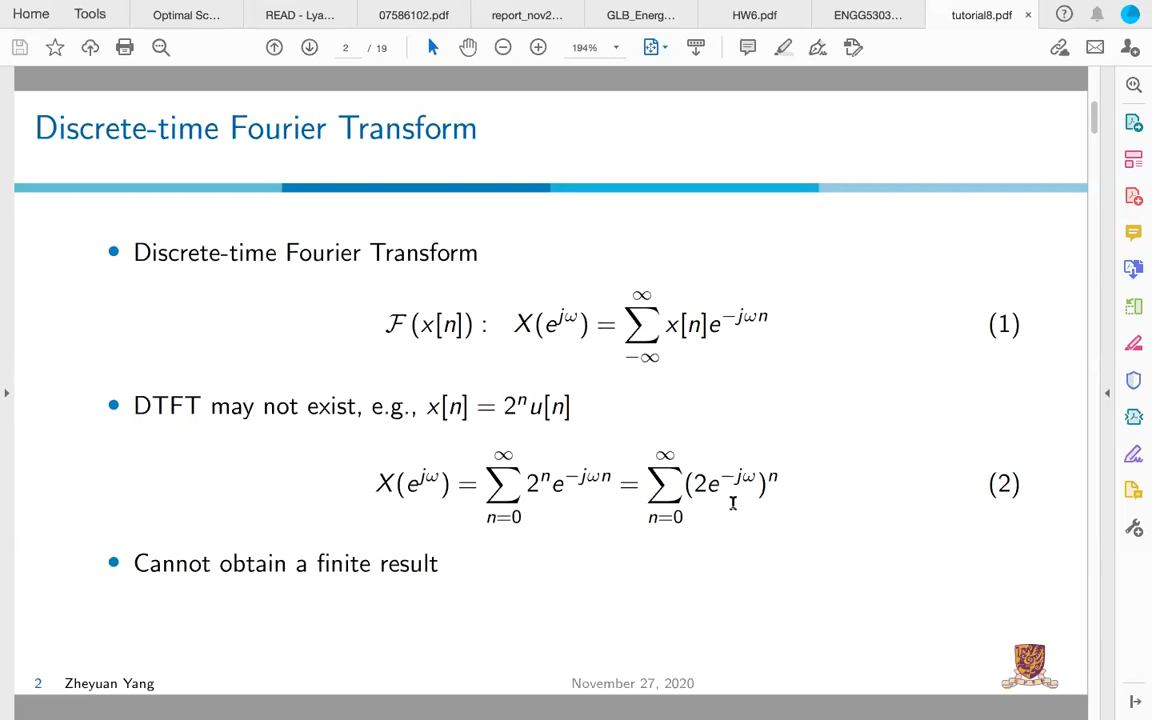 Home Tools Optimal Sc... READ - Lya... 07586102.pdf report_nov2... GLB_Energ... HW6.pdf ENGG5303... tutorial8.pdf ×
2 / 19 194%
Discrete-time Fourier Transform
• Discrete-time Fourier Transform
ℱ(x[n]) : X(e^{jω}) = ∑_{−∞}^{∞} x[n]e^{−jωn} (1)
• DTFT may not exist, e.g., x[n] = 2^n u[n]
X(e^{jω}) = ∑_{n=0}^{∞} 2^n e^{−jωn} = ∑_{n=0}^{∞} (2e^{−jω})^n (2)
• Cannot obtain a finite result
2 Zheyuan Yang November 27, 2020